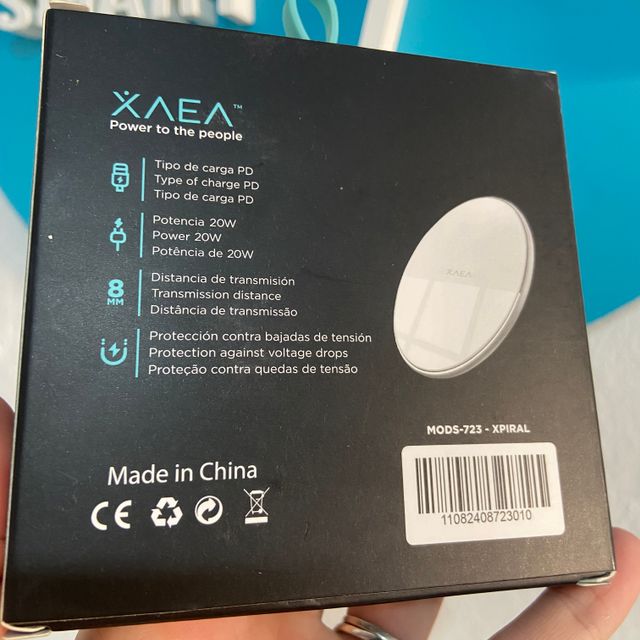 XAEA™
Power to the people
Tipo de carga PD
Type of charge PD
Tipo de carga PD
Potencia 20W
Power 20W
Potência de 20W
8
MM
Distancia de transmisión
Transmission distance
Distância de transmissão
Protección contra bajadas de tensión
Protection against voltage drops
Proteção contra quedas de tensão
XAEA
MODS-723 - XPIRAL
11082408723010
Made in China
CE